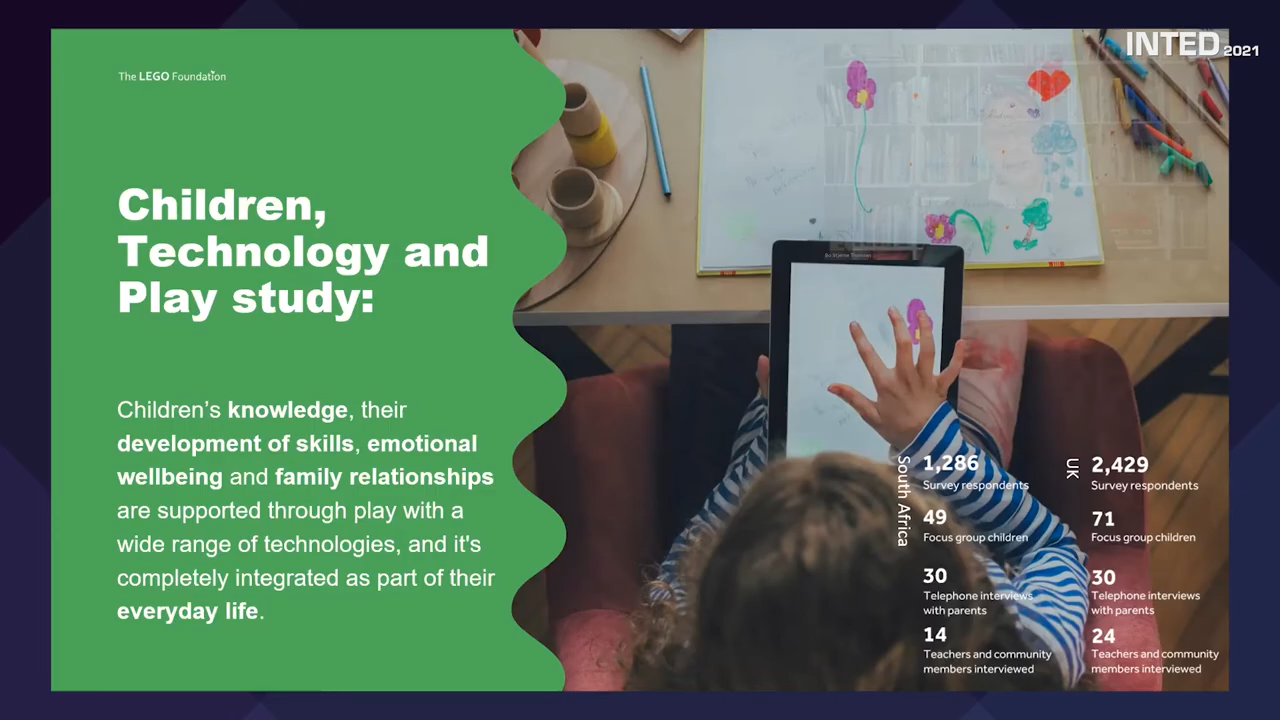 INTED 2021
The LEGO Foundation
Children,
Technology and
Play study:
Children’s knowledge, their
development of skills, emotional
wellbeing and family relationships
are supported through play with a
wide range of technologies, and it's
completely integrated as part of their
everyday life.
South Africa
1,286
Survey respondents
49
Focus group children
30
Telephone interviews
with parents
14
Teachers and community
members interviewed
UK
2,429
Survey respondents
71
Focus group children
30
Telephone interviews
with parents
24
Teachers and community
members interviewed